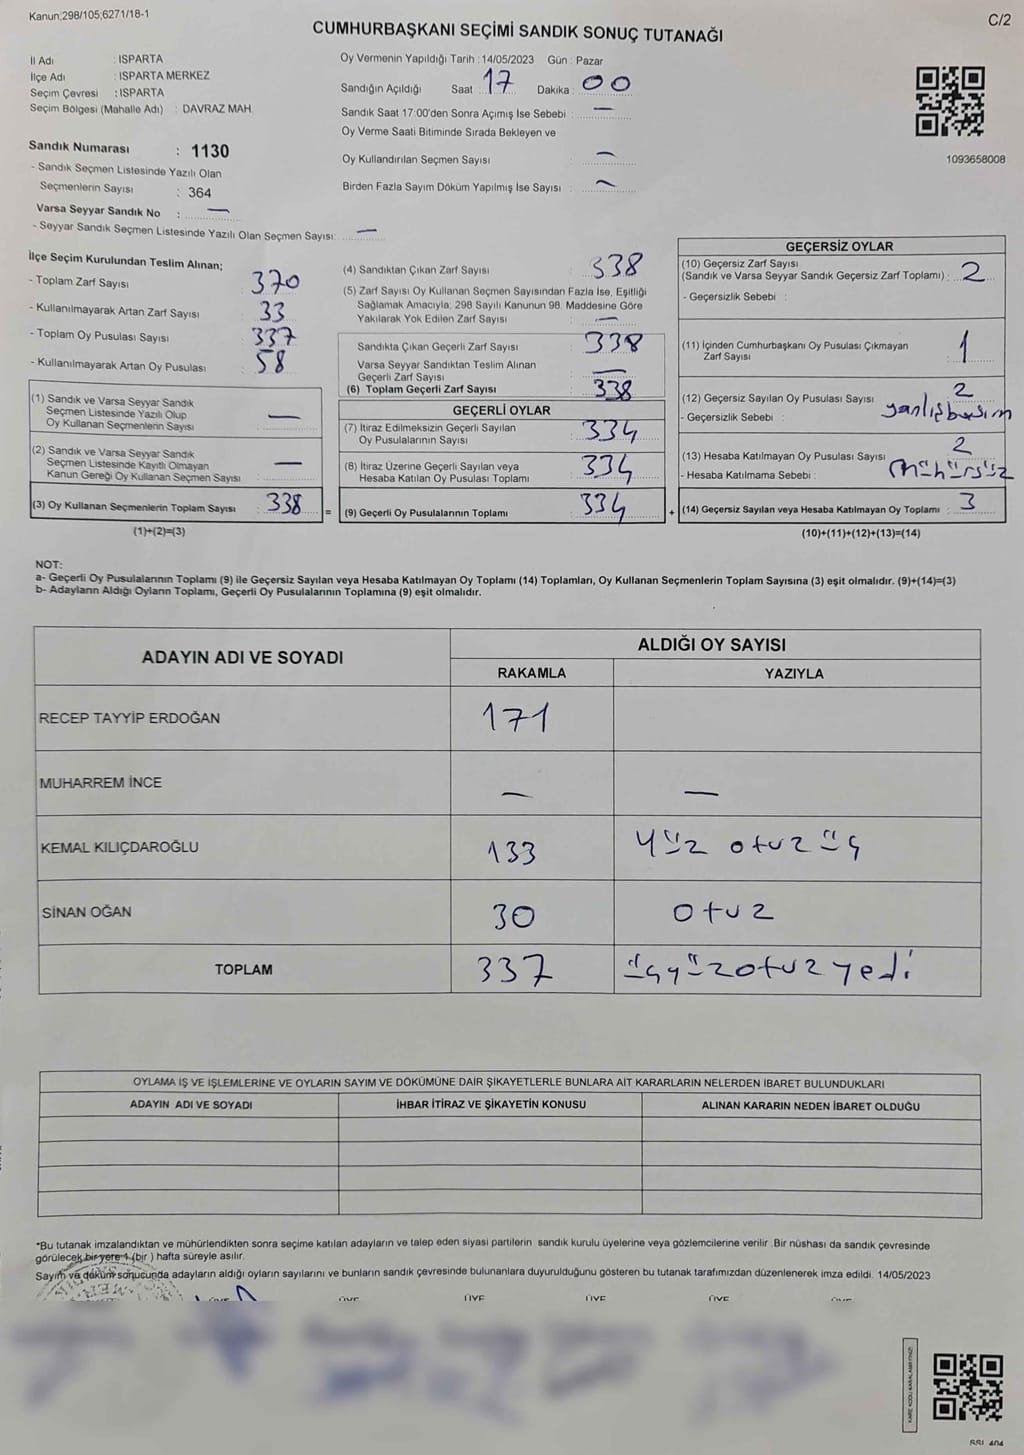 Kanun;298/105;6271/18-1
C/2
CUMHURBAŞKANI SEÇİMİ SANDIK SONUÇ TUTANAĞI
İl Adı : ISPARTA
İlçe Adı : ISPARTA MERKEZ
Seçim Çevresi : ISPARTA
Seçim Bölgesi (Mahalle Adı) : DAVRAZ MAH.
Sandık Numarası : 1130
- Sandık Seçmen Listesinde Yazılı Olan
Seçmenlerin Sayısı : 364
Varsa Seyyar Sandık No : —
- Seyyar Sandık Seçmen Listesinde Yazılı Olan Seçmen Sayısı: —
Oy Vermenin Yapıldığı Tarih : 14/05/2023 Gün : Pazar
Sandığın Açıldığı Saat : 17 Dakika : 00
Sandık Saat 17:00'den Sonra Açımış İse Sebebi : —
Oy Verme Saati Bitiminde Sırada Bekleyen ve
Oy Kullandırılan Seçmen Sayısı : —
Birden Fazla Sayım Döküm Yapılmış İse Sayısı : —
1093658008
İlçe Seçim Kurulundan Teslim Alınan;
- Toplam Zarf Sayısı : 370
- Kullanılmayarak Artan Zarf Sayısı : 33
- Toplam Oy Pusulası Sayısı : 337
- Kullanılmayarak Artan Oy Pusulası : 58
(1) Sandık ve Varsa Seyyar Sandık
Seçmen Listesinde Yazılı Olup
Oy Kullanan Seçmenlerin Sayısı : —
(2) Sandık ve Varsa Seyyar Sandık
Seçmen Listesinde Kayıtlı Olmayan
Kanun Gereği Oy Kullanan Seçmen Sayısı : —
(3) Oy Kullanan Seçmenlerin Toplam Sayısı : 338 =
(1)+(2)=(3)
(4) Sandıktan Çıkan Zarf Sayısı : 338
(5) Zarf Sayısı Oy Kullanan Seçmen Sayısından Fazla İse, Eşitliği
Sağlamak Amacıyla; 298 Sayılı Kanunun 98. Maddesine Göre
Yakılarak Yok Edilen Zarf Sayısı : —
Sandıkta Çıkan Geçerli Zarf Sayısı : 338
Varsa Seyyar Sandıktan Teslim Alınan
Geçerli Zarf Sayısı : —
(6) Toplam Geçerli Zarf Sayısı : 338
GEÇERLİ OYLAR
(7) İtiraz Edilmeksizin Geçerli Sayılan
Oy Pusulalarının Sayısı : 334
(8) İtiraz Üzerine Geçerli Sayılan veya
Hesaba Katılan Oy Pusulası Toplamı : 334
(9) Geçerli Oy Pusulalarının Toplamı : 334 +
GEÇERSİZ OYLAR
(10) Geçersiz Zarf Sayısı
(Sandık ve Varsa Seyyar Sandık Geçersiz Zarf Toplamı) : 2
- Geçersizlik Sebebi :
(11) İçinden Cumhurbaşkanı Oy Pusulası Çıkmayan
Zarf Sayısı : 1
(12) Geçersiz Sayılan Oy Pusulası Sayısı : 2
- Geçersizlik Sebebi : yanlış basım
(13) Hesaba Katılmayan Oy Pusulası Sayısı : 2
- Hesaba Katılmama Sebebi : Mühürsüz
(14) Geçersiz Sayılan veya Hesaba Katılmayan Oy Toplamı : 3
(10)+(11)+(12)+(13)=(14)
NOT:
a- Geçerli Oy Pusulalarının Toplamı (9) ile Geçersiz Sayılan veya Hesaba Katılmayan Oy Toplamı (14) Toplamları, Oy Kullanan Seçmenlerin Toplam Sayısına (3) eşit olmalıdır. (9)+(14)=(3)
b- Adayların Aldığı Oyların Toplamı, Geçerli Oy Pusulalarının Toplamına (9) eşit olmalıdır.
ADAYIN ADI VE SOYADI
ALDIĞI OY SAYISI
RAKAMLA YAZIYLA
RECEP TAYYİP ERDOĞAN 171
MUHARREM İNCE — —
KEMAL KILIÇDAROĞLU 133 Yüz otuz üç
SİNAN OĞAN 30 Otuz
TOPLAM 337 üçyüzotuzyedi
OYLAMA İŞ VE İŞLEMLERİNE VE OYLARIN SAYIM VE DÖKÜMÜNE DAİR ŞİKAYETLERLE BUNLARA AİT KARARLARIN NELERDEN İBARET BULUNDUKLARI
ADAYIN ADI VE SOYADI İHBAR İTİRAZ VE ŞİKAYETİN KONUSU ALINAN KARARIN NEDEN İBARET OLDUĞU
*Bu tutanak imzalandıktan ve mühürlendikten sonra seçime katılan adayların ve talep eden siyasi partilerin sandık kurulu üyelerine veya gözlemcilerine verilir .Bir nüshası da sandık çevresinde
görülecek bir yere 1 (bir ) hafta süreyle asılır.
Sayım ve döküm sonucunda adayların aldığı oyların sayılarını ve bunların sandık çevresinde bulunanlara duyurulduğunu gösteren bu tutanak tarafımızdan düzenlenerek imza edildi. 14/05/2023
ÜYE ÜYE ÜYE ÜYE ÜYE